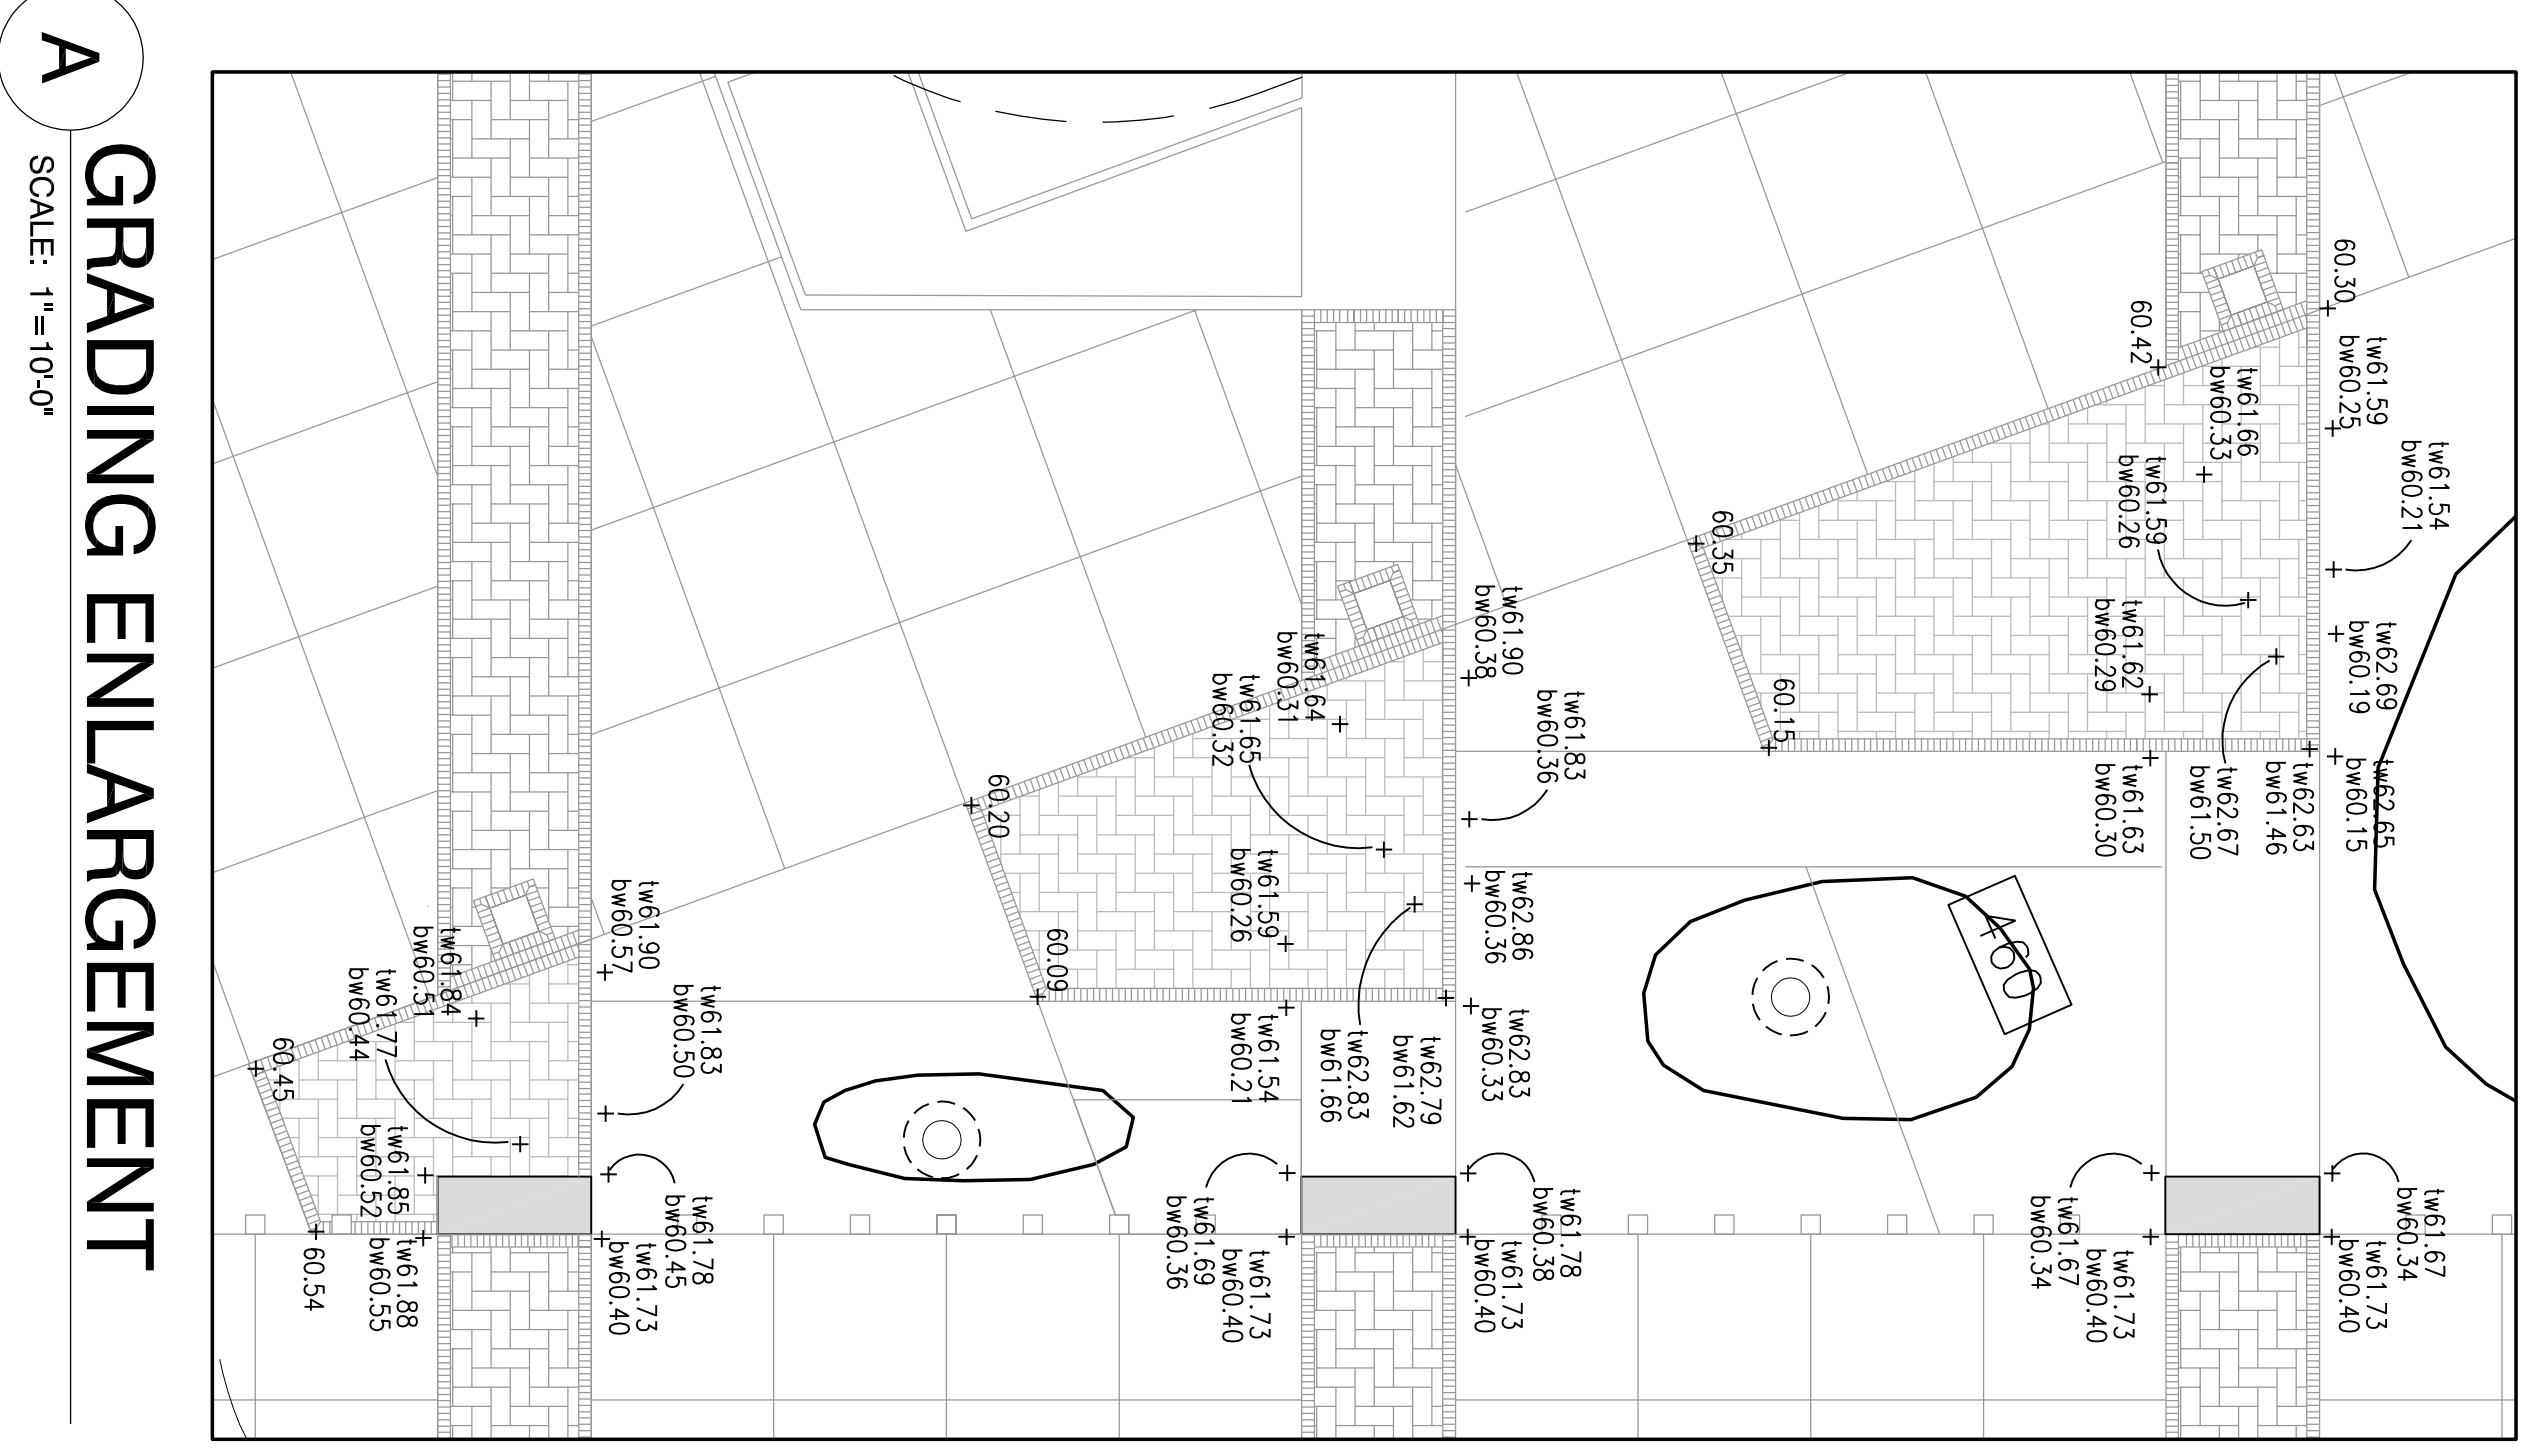 A
GRADING ENLARGEMENT
SCALE: 1"=10'-0"
60.30
60.42
tw61.59
bw60.25
tw61.66
bw60.33
tw61.54
bw60.21
tw61.59
bw60.26
60.35
tw61.62
bw60.29
tw62.69
bw60.19
60.15
tw61.63
bw60.30
tw62.67
bw61.50
tw62.63
bw61.46
tw62.65
bw60.15
tw61.90
bw60.38
tw61.64
bw60.31
tw61.65
bw60.32
tw61.83
bw60.36
60.20
tw61.59
bw60.26
tw62.86
bw60.36
60.09
tw61.54
bw60.21
tw62.83
bw61.66
tw62.79
bw61.62
tw62.83
bw60.33
460
tw61.90
bw60.57
tw61.84
bw60.51
tw61.77
bw60.44
tw61.83
bw60.50
60.45
tw61.85
bw60.52
60.54
tw61.88
bw60.55
tw61.78
bw60.45
tw61.73
bw60.40
tw61.69
bw60.36
tw61.73
bw60.40
tw61.78
bw60.38
tw61.73
bw60.40
tw61.67
bw60.34
tw61.73
bw60.40
tw61.67
bw60.34
tw61.73
bw60.40